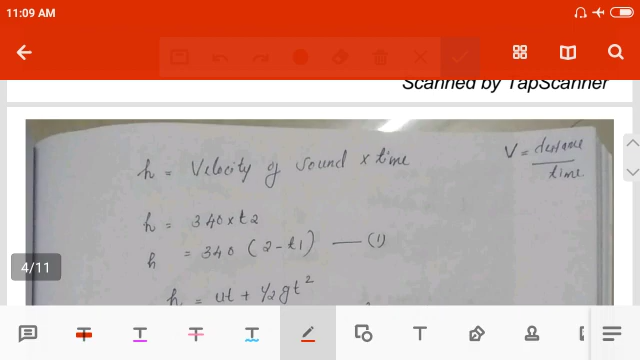 11:09 AM
Scanned by TapScanner
h = Velocity of Sound × time
V = distance
time
h = 340 × t2
h = 340 (2 - t1) — (1)
4/11
h = ut + 1/2 gt²
T T T T T